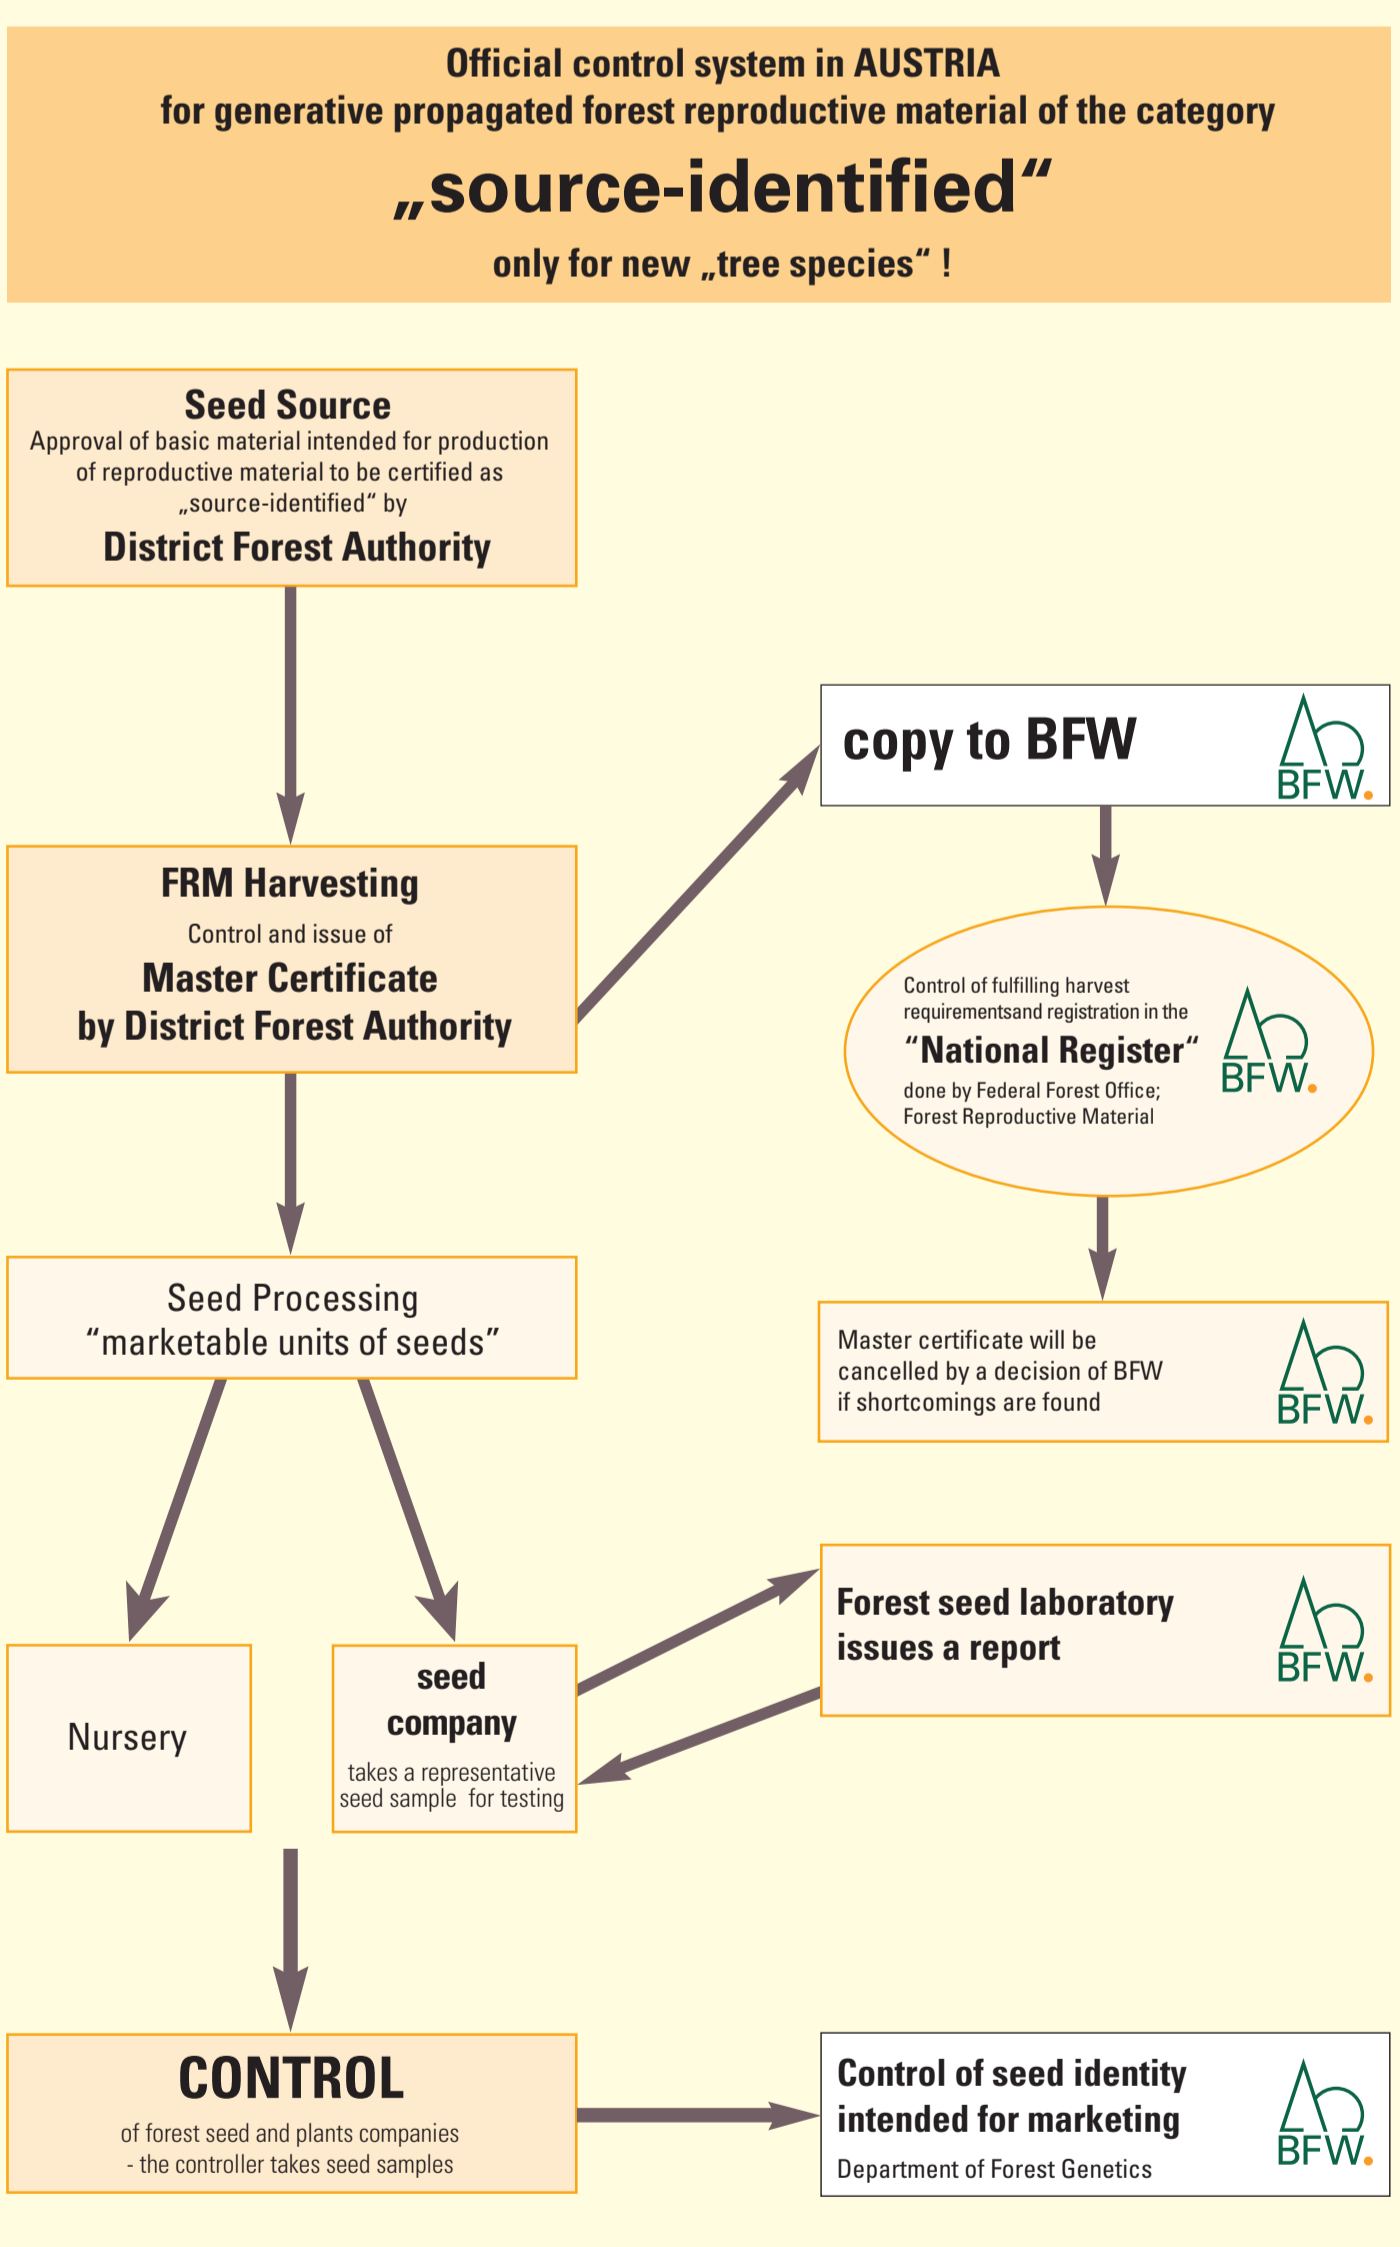 Official control system in AUSTRIA
for generative propagated forest reproductive material of the category
„source-identified“
only for new „tree species“ !
Seed Source
Approval of basic material intended for production
of reproductive material to be certified as
„source-identified“ by
District Forest Authority
copy to BFW
BFW.
FRM Harvesting
Control and issue of
Master Certificate
by District Forest Authority
Control of fulfilling harvest
requirementsand registration in the
“National Register“
done by Federal Forest Office;
Forest Reproductive Material
BFW.
Seed Processing
“marketable units of seeds”
Master certificate will be
cancelled by a decision of BFW
if shortcomings are found
BFW.
Nursery
seed
company
takes a representative
seed sample for testing
Forest seed laboratory
issues a report
BFW.
CONTROL
of forest seed and plants companies
- the controller takes seed samples
Control of seed identity
intended for marketing
Department of Forest Genetics
BFW.